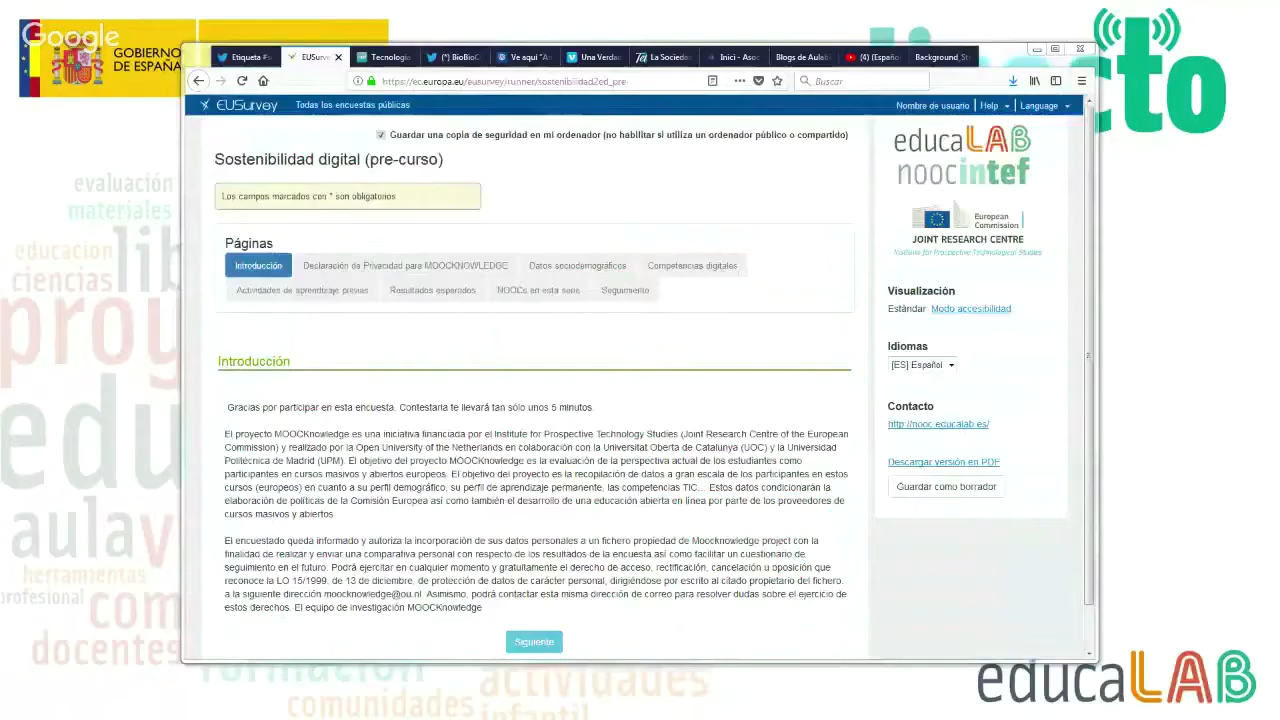 Google
GOBIERNO
DE ESPAÑA
cto
Etiqueta #s
EUSurve
Tecnologío
(*) BioBioC
Ve aquí "A
Una Verdad
La Sociedad
Inici - Asoc
Blogs de AulaB
(4) (Españo
Background_St
https://ec.europa.eu/eusurvey/runner/sostenibilidad2ed_pre
Buscar
EUSurvey
Todas las encuestas públicas
Nombre de usuario
Help
Language
Guardar una copia de seguridad en mi ordenador (no habilitar si utiliza un ordenador público o compartido)
Sostenibilidad digital (pre-curso)
Los campos marcados con * son obligatorios
Páginas
Introducción
Declaración de Privacidad para MOOCKNOWLEDGE
Datos sociodemográficos
Competencias digitales
Actividades de aprendizaje previas
Resultados esperados
NOOCs en esta serie
Seguimiento
Introducción
Gracias por participar en esta encuesta. Contestarla te llevará tan sólo unos 5 minutos.
El proyecto MOOCKnowledge es una iniciativa financiada por el Institute for Prospective Technology Studies (Joint Research Centre of the European
Commission) y realizado por la Open University of the Netherlands en colaboración con la Universitat Oberta de Catalunya (UOC) y la Universidad
Politécnica de Madrid (UPM). El objetivo del proyecto MOOCKnowledge es la evaluación de la perspectiva actual de los estudiantes como
participantes en cursos masivos y abiertos europeos. El objetivo del proyecto es la recopilación de datos a gran escala de los participantes en estos
cursos (europeos) en cuanto a su perfil demográfico, su perfil de aprendizaje permanente, las competencias TIC... Estos datos condicionarán la
elaboración de políticas de la Comisión Europea así como también el desarrollo de una educación abierta en línea por parte de los proveedores de
cursos masivos y abiertos
El encuestado queda informado y autoriza la incorporación de sus datos personales a un fichero propiedad de Moocknowledge project con la
finalidad de realizar y enviar una comparativa personal con respecto de los resultados de la encuesta así como facilitar un cuestionario de
seguimiento en el futuro. Podrá ejercitar en cualquier momento y gratuitamente el derecho de acceso, rectificación, cancelación u oposición que
reconoce la LO 15/1999, de 13 de diciembre, de protección de datos de carácter personal, dirigiéndose por escrito al citado propietario del fichero.
a la siguiente dirección moocknowledge@ou.nl Asimismo, podrá contactar esta misma dirección de correo para resolver dudas sobre el ejercicio de
estos derechos. El equipo de investigación MOOCKnowledge
Siguiente
educaLAB
noocintef
European
Commission
JOINT RESEARCH CENTRE
Institute for Prospective Technological Studies
Visualización
Estándar Modo accesibilidad
Idiomas
[ES] Español
Contacto
http://nooc.educalab.es/
Descargar versión en PDF
Guardar como borrador
evaluación
materiales
educacion
lib
ciencias
proy
edu
aulav
herramientas
profesional
com
docentes
formación
actividades
comunidades
infantil
educaLAB